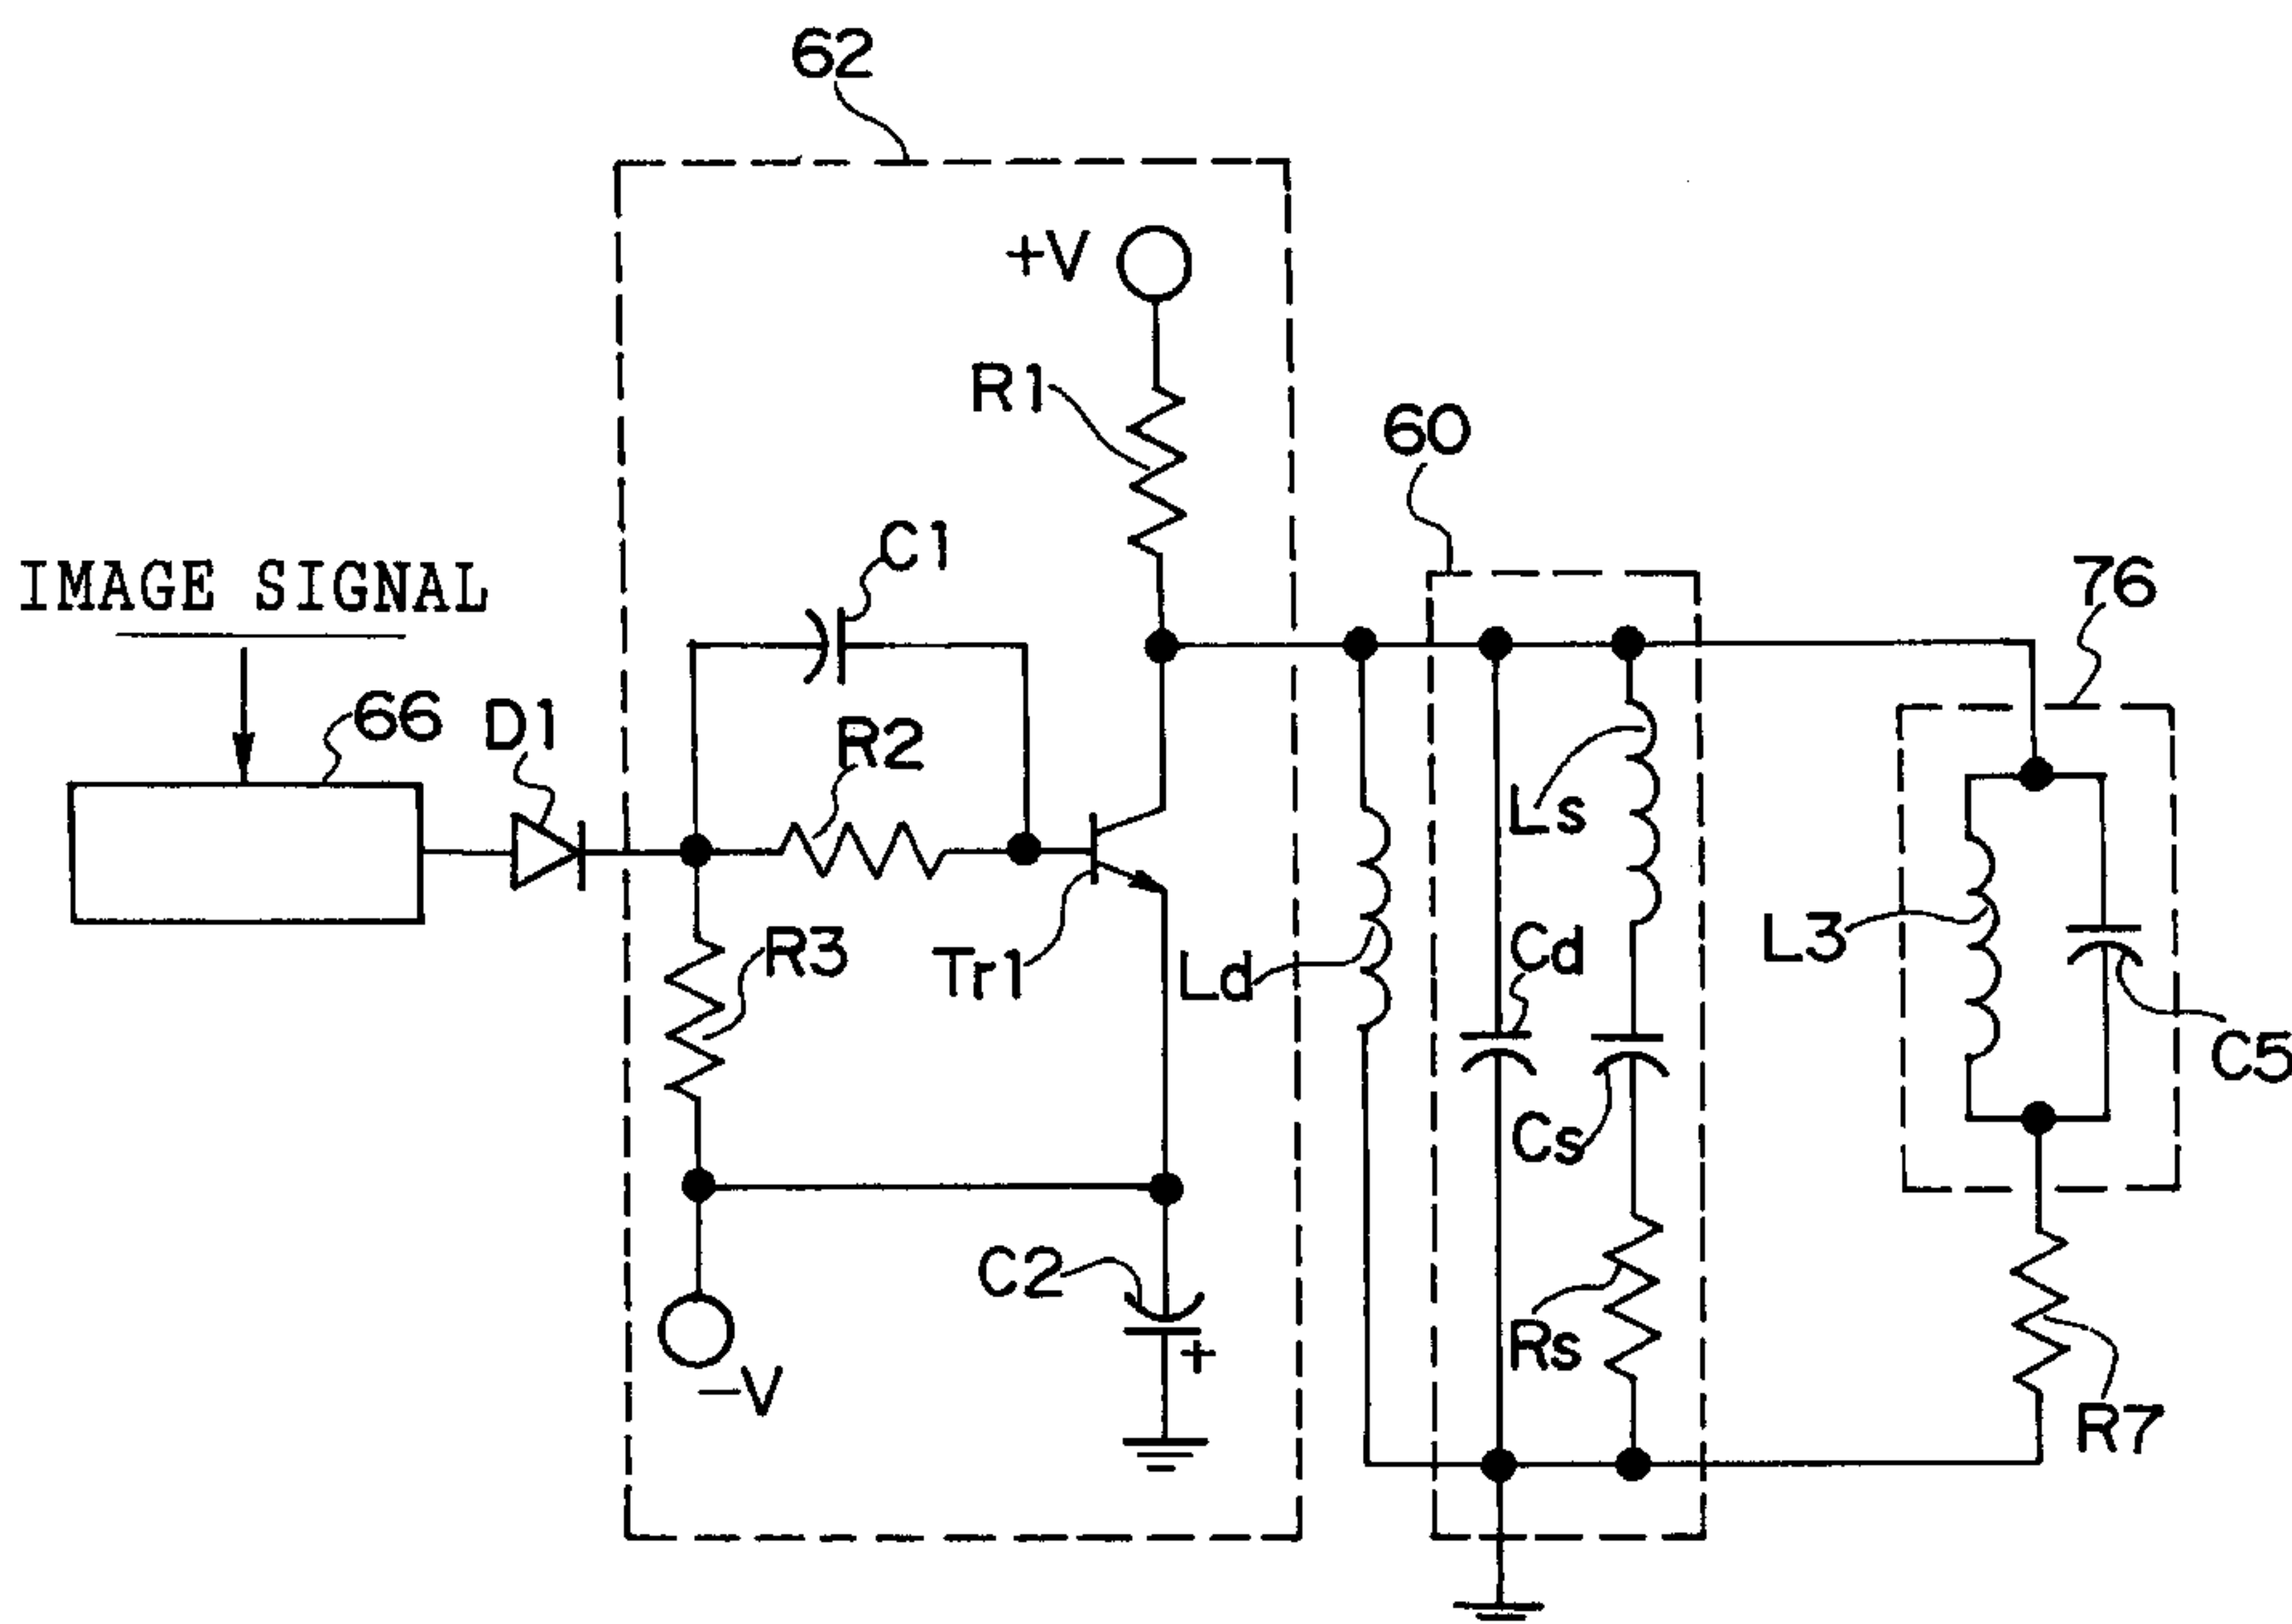 62
+V
R1
60
C1
IMAGE SIGNAL
76
66
D1
R2
Ls
L3
Cd
R3
Tr1
Ld
C5
Cs
C2
+
Rs
-V
R7